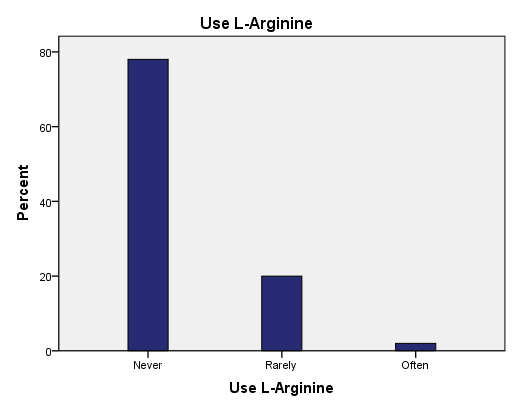 Use L-Arginine
80
60
40
20
0
Percent
Never Rarely Often
Use L-Arginine